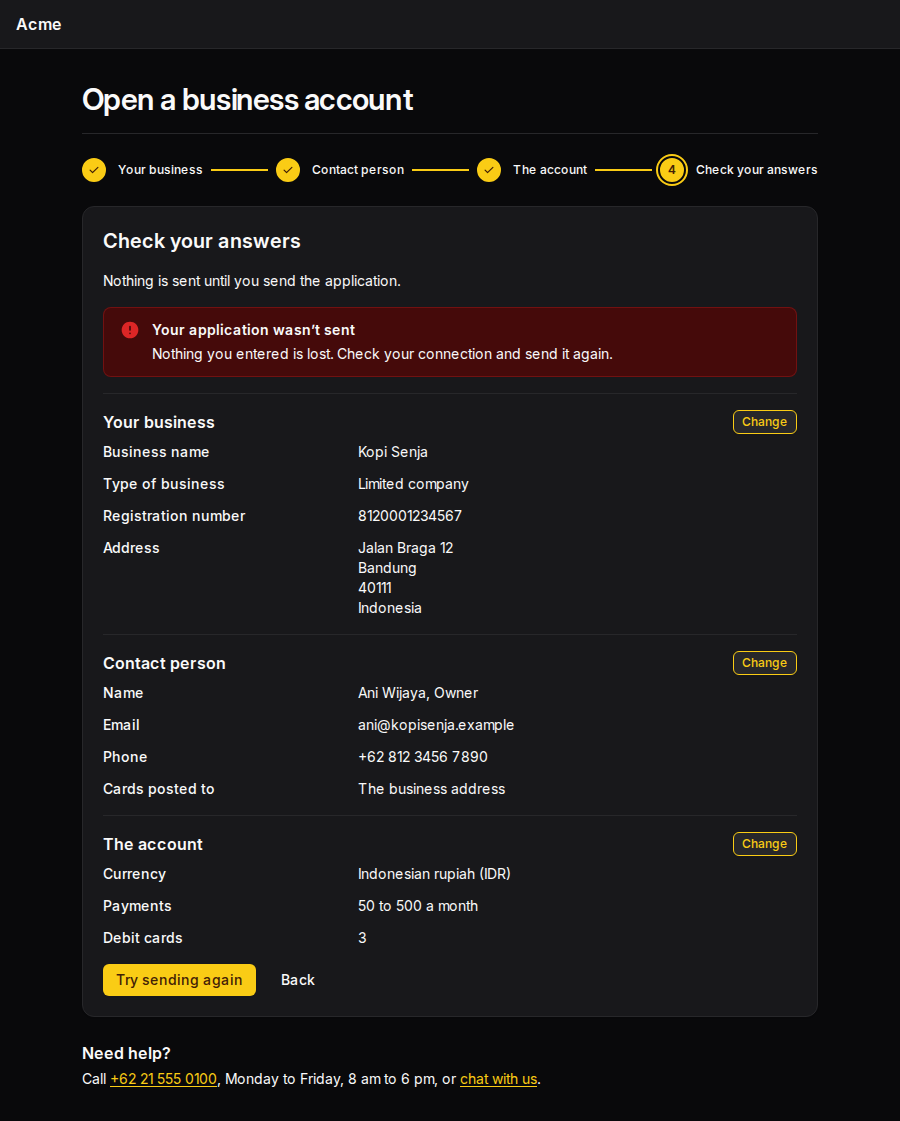 Acme
Open a business account
Your business
Contact person
The account
4
Check your answers
Check your answers
Nothing is sent until you send the application.
Your application wasn’t sent
Nothing you entered is lost. Check your connection and send it again.
Your business
Change
Business name
Kopi Senja
Type of business
Limited company
Registration number
8120001234567
Address
Jalan Braga 12
Bandung
40111
Indonesia
Contact person
Change
Name
Ani Wijaya, Owner
Email
ani@kopisenja.example
Phone
+62 812 3456 7890
Cards posted to
The business address
The account
Change
Currency
Indonesian rupiah (IDR)
Payments
50 to 500 a month
Debit cards
3
Try sending again
Back
Need help?
Call +62 21 555 0100, Monday to Friday, 8 am to 6 pm, or chat with us.